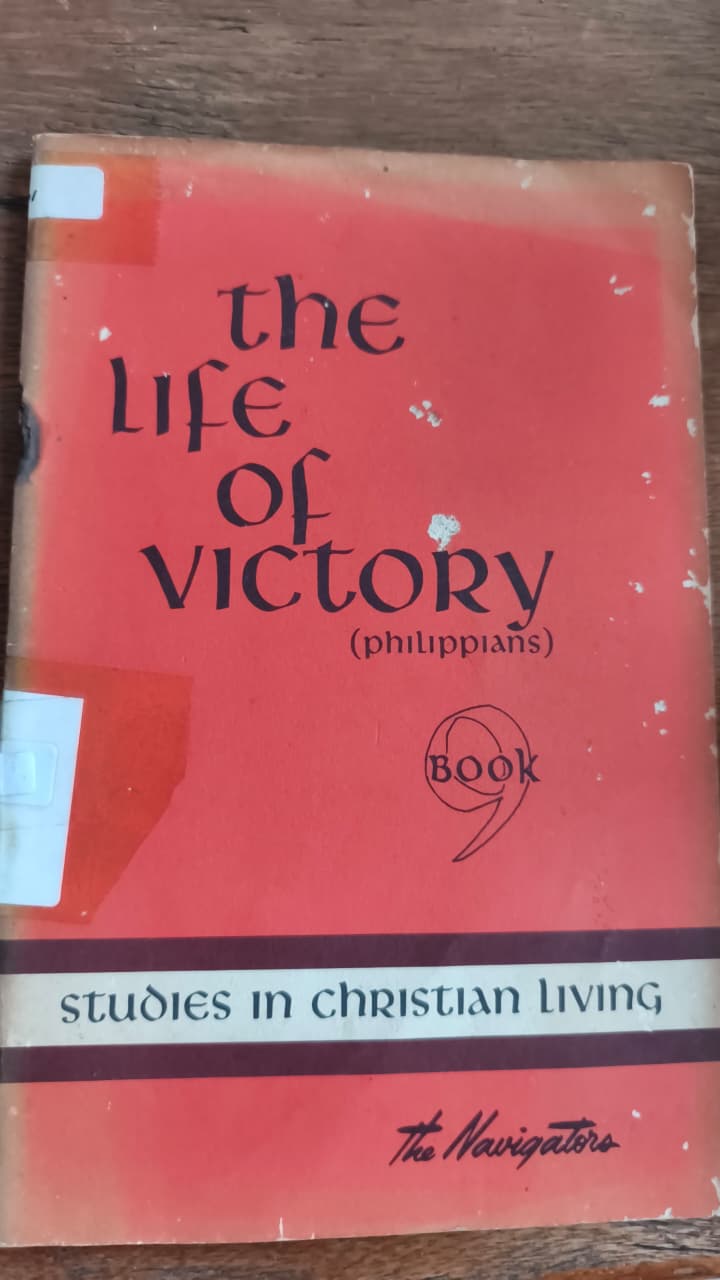 the
life
of
victory
(philippians)
BOOK
9
studies in christian living
The Navigators